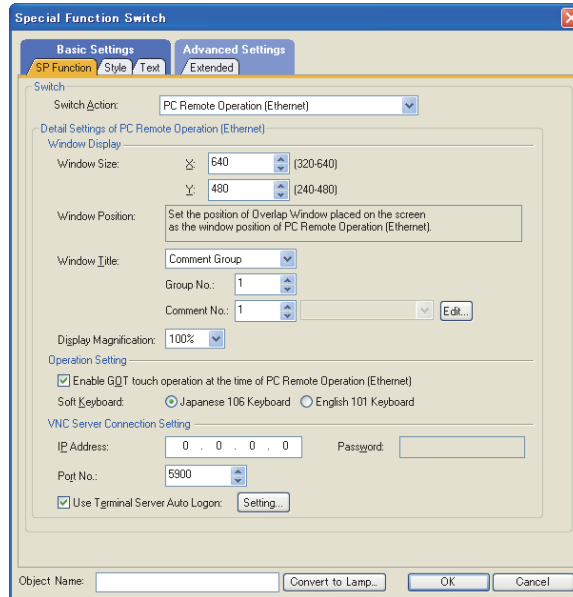 Special Function Switch
Basic Settings Advanced Settings
SP Function Style Text Extended
Switch
Switch Action: PC Remote Operation (Ethernet)
Detail Settings of PC Remote Operation (Ethernet)
Window Display
Window Size: X: 640 (320-640)
Y: 480 (240-480)
Window Position: Set the position of Overlap Window placed on the screen
as the window position of PC Remote Operation (Ethernet).
Window Title: Comment Group
Group No.: 1
Comment No.: 1 Edit...
Display Magnification: 100%
Operation Setting
Enable GOT touch operation at the time of PC Remote Operation (Ethernet)
Soft Keyboard: Japanese 106 Keyboard English 101 Keyboard
VNC Server Connection Setting
IP Address: 0 . 0 . 0 . 0 Password:
Port No.: 5900
Use Terminal Server Auto Logon: Setting...
Object Name: Convert to Lamp... OK Cancel